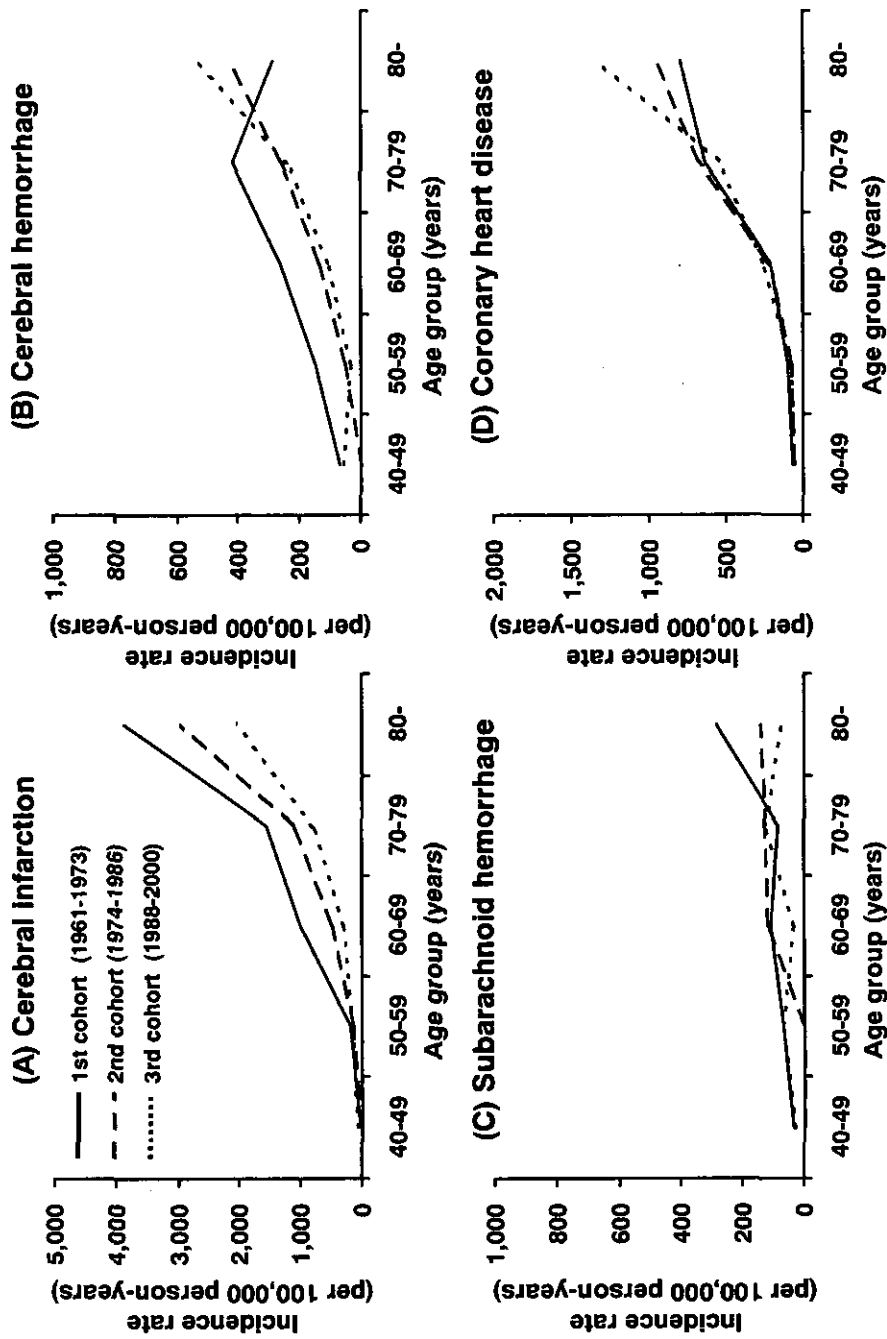 (A) Cerebral infarction
Incidence rate
(per 100,000 person-years)
5,000
4,000
3,000
2,000
1,000
0
1st cohort (1961-1973)
2nd cohort (1974-1986)
3rd cohort (1988-2000)
40-49 50-59 60-69 70-79 80-
Age group (years)
(B) Cerebral hemorrhage
Incidence rate
(per 100,000 person-years)
1,000
800
600
400
200
0
40-49 50-59 60-69 70-79 80-
Age group (years)
(C) Subarachnoid hemorrhage
Incidence rate
(per 100,000 person-years)
1,000
800
600
400
200
0
40-49 50-59 60-69 70-79 80-
Age group (years)
(D) Coronary heart disease
Incidence rate
(per 100,000 person-years)
2,000
1,500
1,000
500
0
40-49 50-59 60-69 70-79 80-
Age group (years)